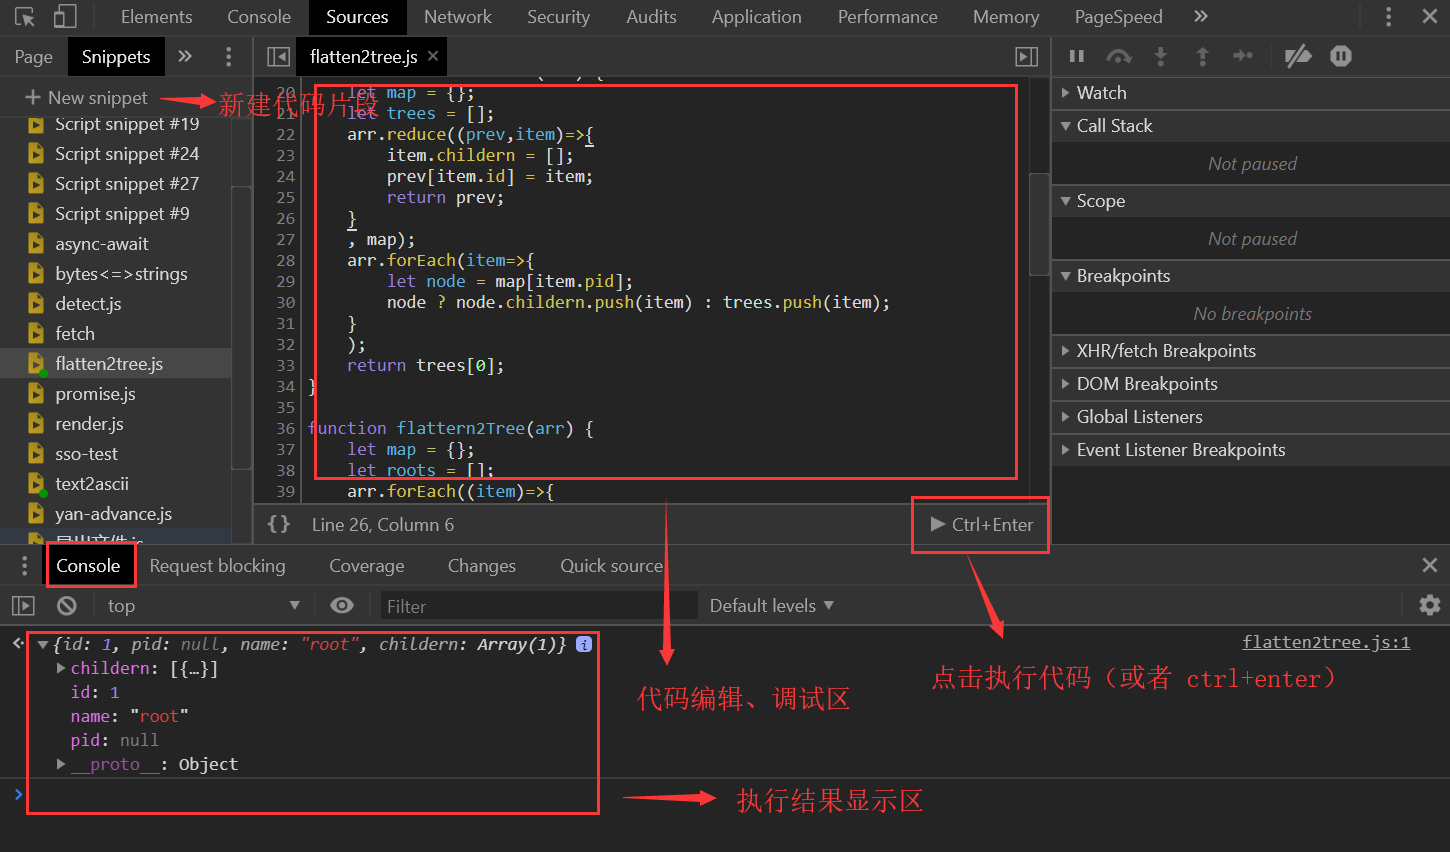 Elements Console Sources Network Security Audits Application Performance Memory PageSpeed »
Page Snippets »
flatten2tree.js ×
+ New snippet
新建代码片段
Script snippet #19
Script snippet #24
Script snippet #27
Script snippet #9
async-await
bytes<=>strings
detect.js
fetch
flatten2tree.js
promise.js
render.js
sso-test
text2ascii
yan-advance.js
20 let map = {};
21 let trees = [];
22 arr.reduce((prev,item)=>{
23 item.childern = [];
24 prev[item.id] = item;
25 return prev;
26 }
27 , map);
28 arr.forEach(item=>{
29 let node = map[item.pid];
30 node ? node.childern.push(item) : trees.push(item);
31 }
32 );
33 return trees[0];
34 }
35
36 function flattern2Tree(arr) {
37 let map = {};
38 let roots = [];
39 arr.forEach((item)=>{
{} Line 26, Column 6
Ctrl+Enter
Watch
Call Stack
Not paused
Scope
Not paused
Breakpoints
No breakpoints
XHR/fetch Breakpoints
DOM Breakpoints
Global Listeners
Event Listener Breakpoints
Console Request blocking Coverage Changes Quick source
top Filter Default levels
{id: 1, pid: null, name: "root", childern: Array(1)} i
flatten2tree.js:1
childern: [{…}]
id: 1
name: "root"
pid: null
__proto__: Object
代码编辑、调试区
点击执行代码（或者 ctrl+enter）
执行结果显示区